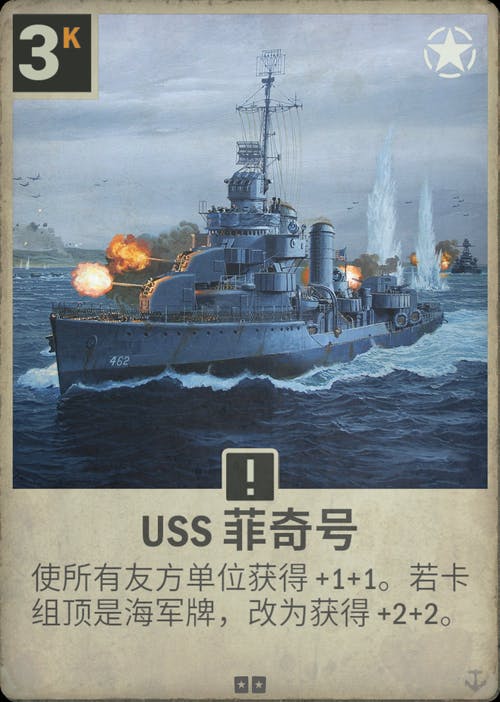 3K
462
!
USS 菲奇号
使所有友方单位获得 +1+1。若卡
组顶是海军牌，改为获得 +2+2。